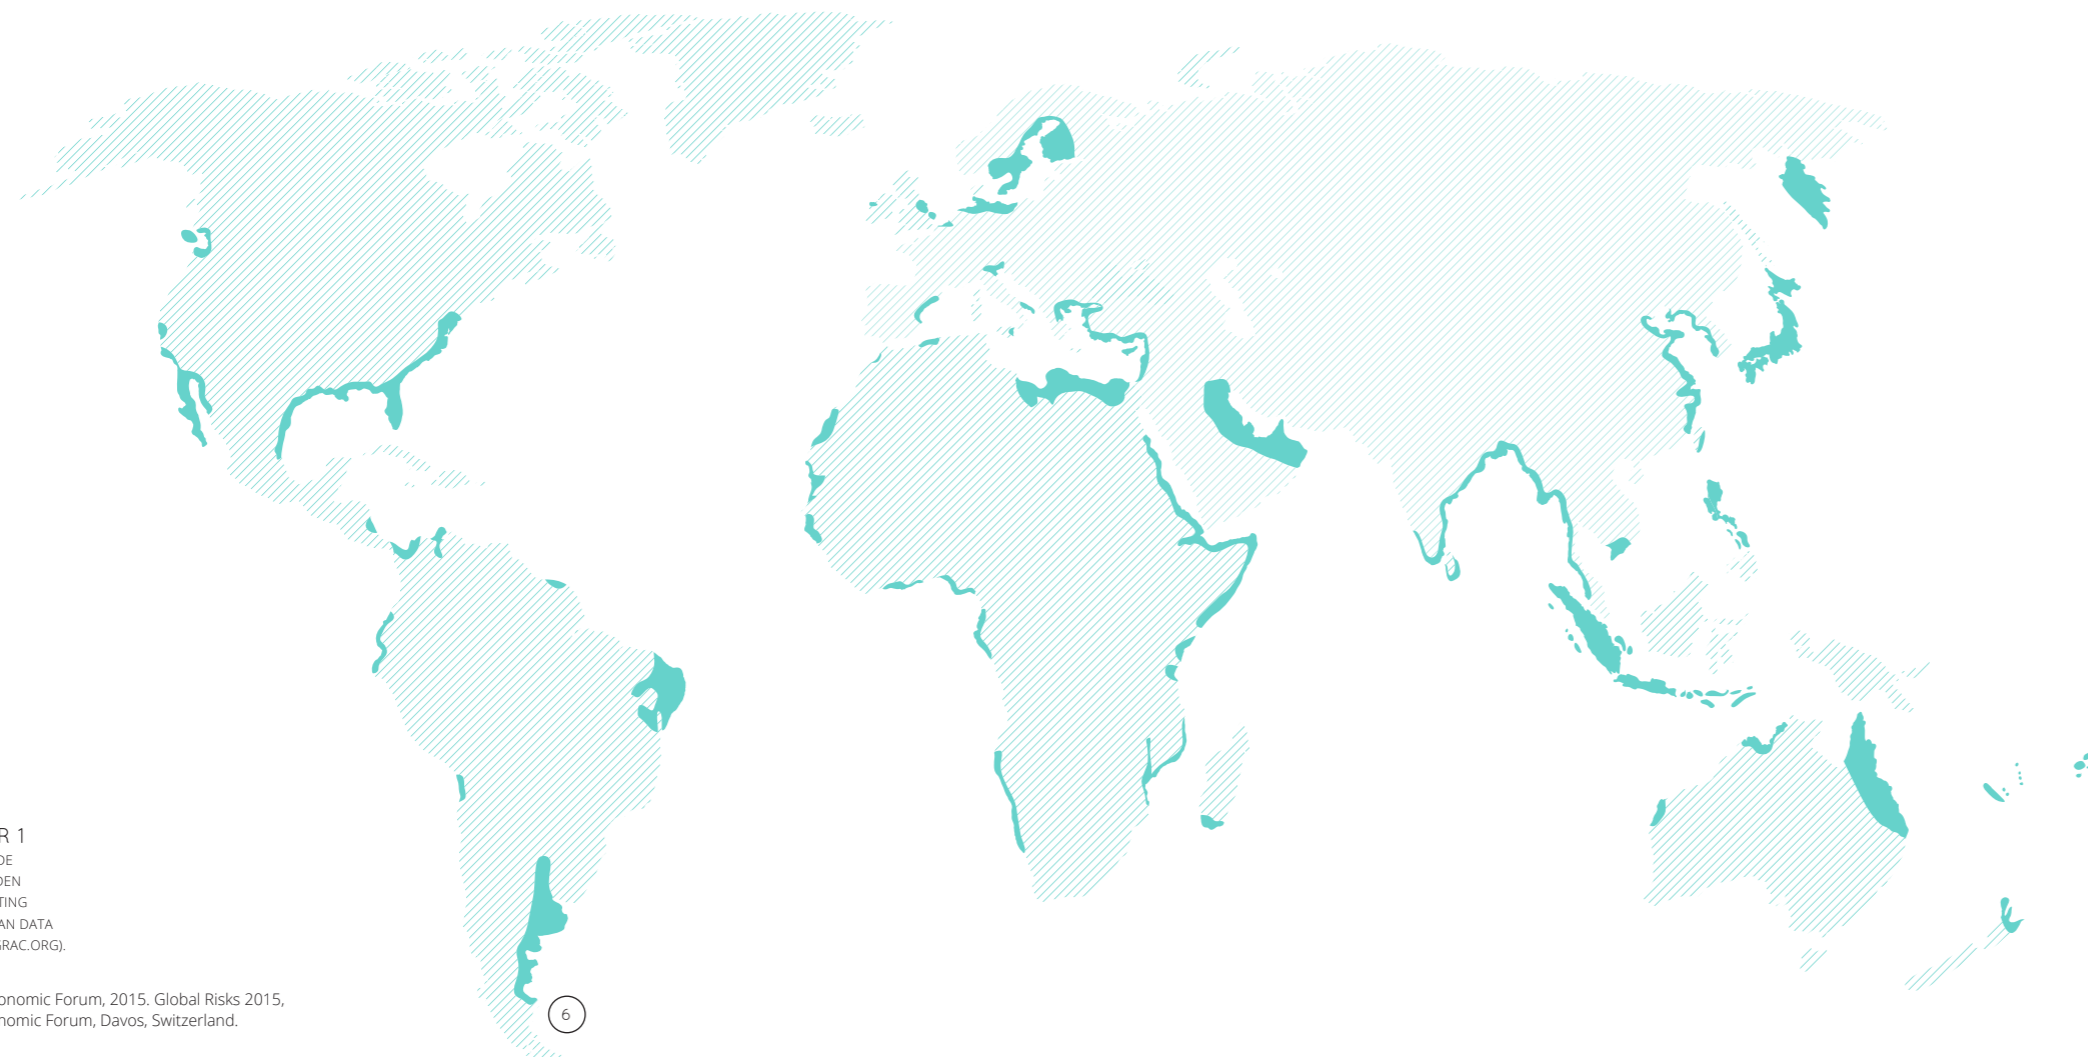 R 1
DE
DEN
TING
AN DATA
GRAC.ORG).
onomic Forum, 2015. Global Risks 2015,
nomic Forum, Davos, Switzerland.
6